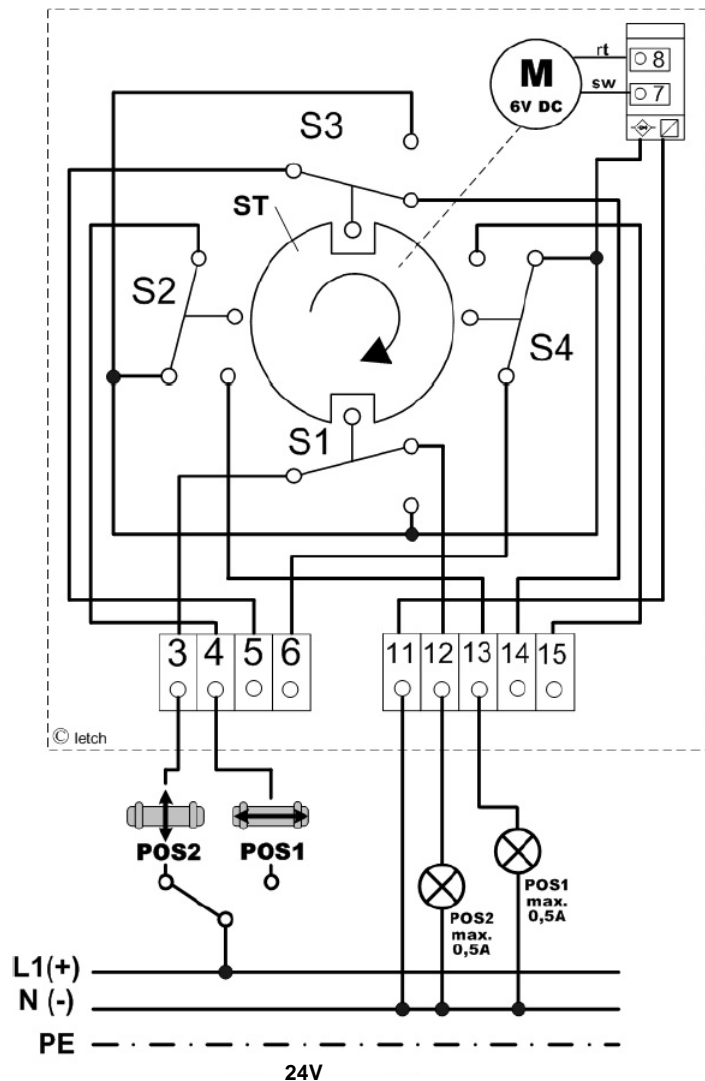 rt
8
M
6V DC
sw
7
S3
ST
S2
S4
S1
3 4 5 6
11 12 13 14 15
© letch
POS2
POS1
POS1
max.
0,5A
POS2
max.
0,5A
L1(+)
N (-)
PE
24V